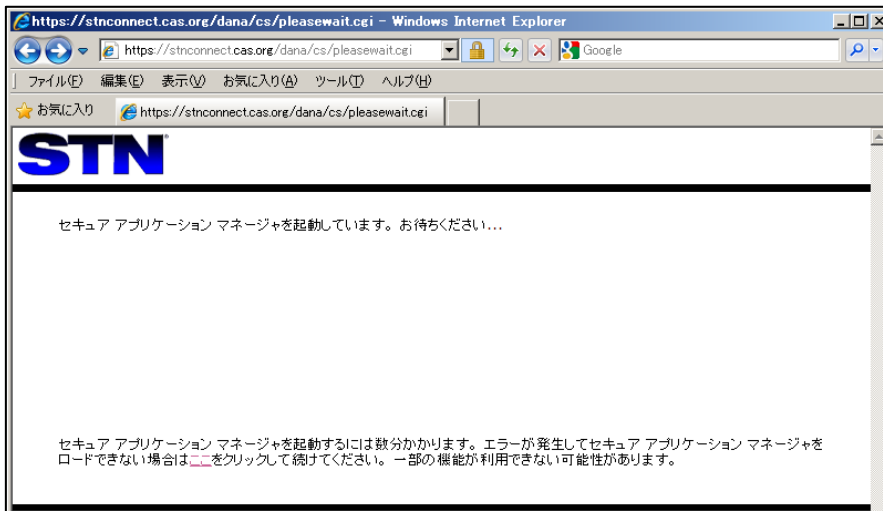 https://stnconnect.cas.org/dana/cs/pleasewait.cgi - Windows Internet Explorer
https://stnconnect.cas.org/dana/cs/pleasewait.cgi Google
ファイル(F) 編集(E) 表示(V) お気に入り(A) ツール(T) ヘルプ(H)
お気に入り https://stnconnect.cas.org/dana/cs/pleasewait.cgi
STN®
セキュア アプリケーション マネージャを起動しています。お待ちください...
セキュア アプリケーション マネージャを起動するには数分かかります。エラーが発生してセキュア アプリケーション マネージャを
ロードできない場合はここをクリックして続けてください。一部の機能が利用できない可能性があります。